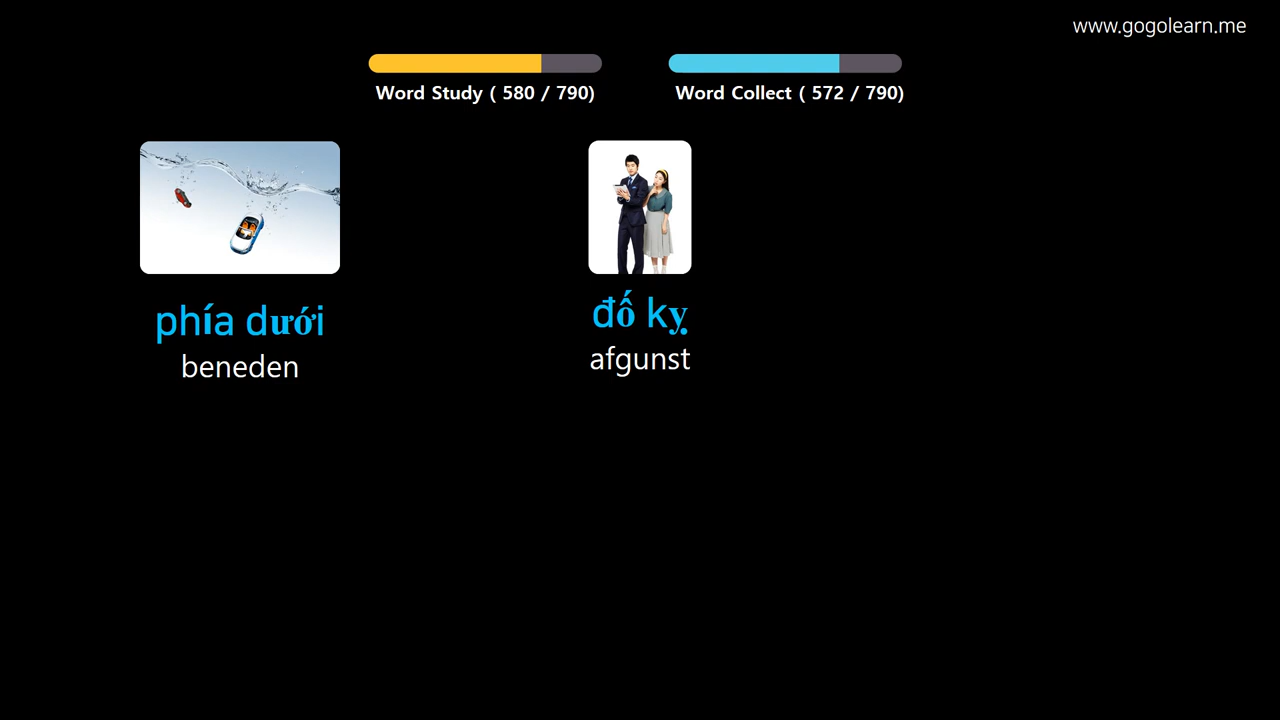 www.gogolearn.me
Word Study ( 580 / 790)
Word Collect ( 572 / 790)
phía dưới
beneden
đố kỵ
afgunst